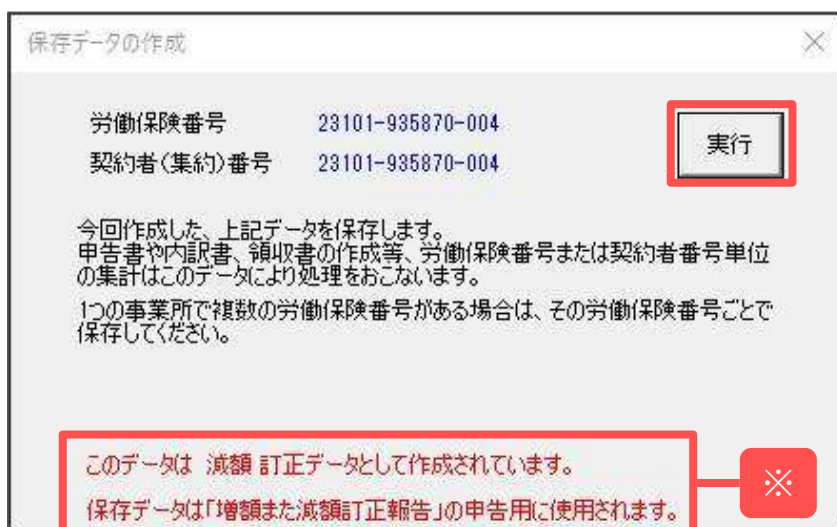 保存データの作成
労働保険番号 23101-935870-004
契約者(集約)番号 23101-935870-004
実行
今回作成した、上記データを保存します。
申告書や内訳書、領収書の作成等、労働保険番号または契約者番号単位
の集計はこのデータにより処理をおこないます。
1つの事業所で複数の労働保険番号がある場合は、その労働保険番号ごとで
保存してください。
このデータは 減額 訂正データとして作成されています。
保存データは「増額また減額訂正報告」の申告用に使用されます。
※